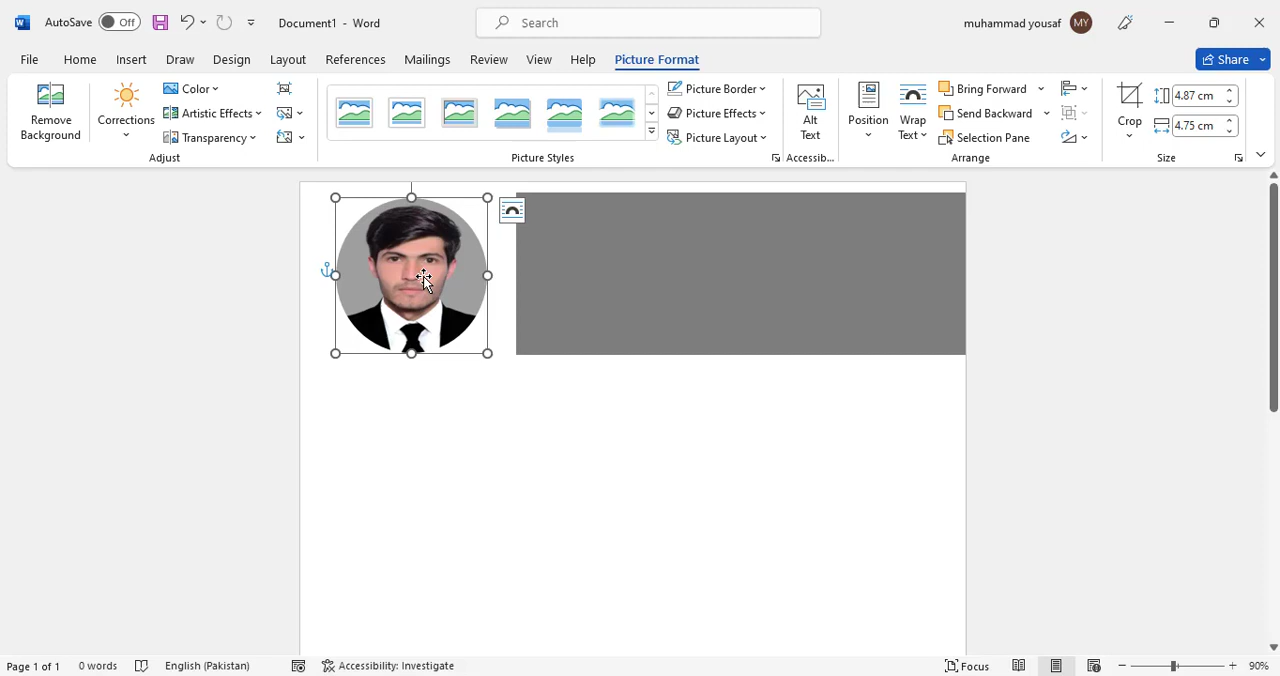 AutoSave Off Document1 - Word Search muhammad yousaf MY
File Home Insert Draw Design Layout References Mailings Review View Help Picture Format Share
Remove Background
Corrections
Color
Artistic Effects
Transparency
Adjust
Picture Border
Picture Effects
Picture Layout
Picture Styles
Alt Text
Accessib...
Position
Wrap Text
Bring Forward
Send Backward
Selection Pane
Arrange
Crop
4.87 cm
4.75 cm
Size
Page 1 of 1 0 words English (Pakistan) Accessibility: Investigate Focus 90%